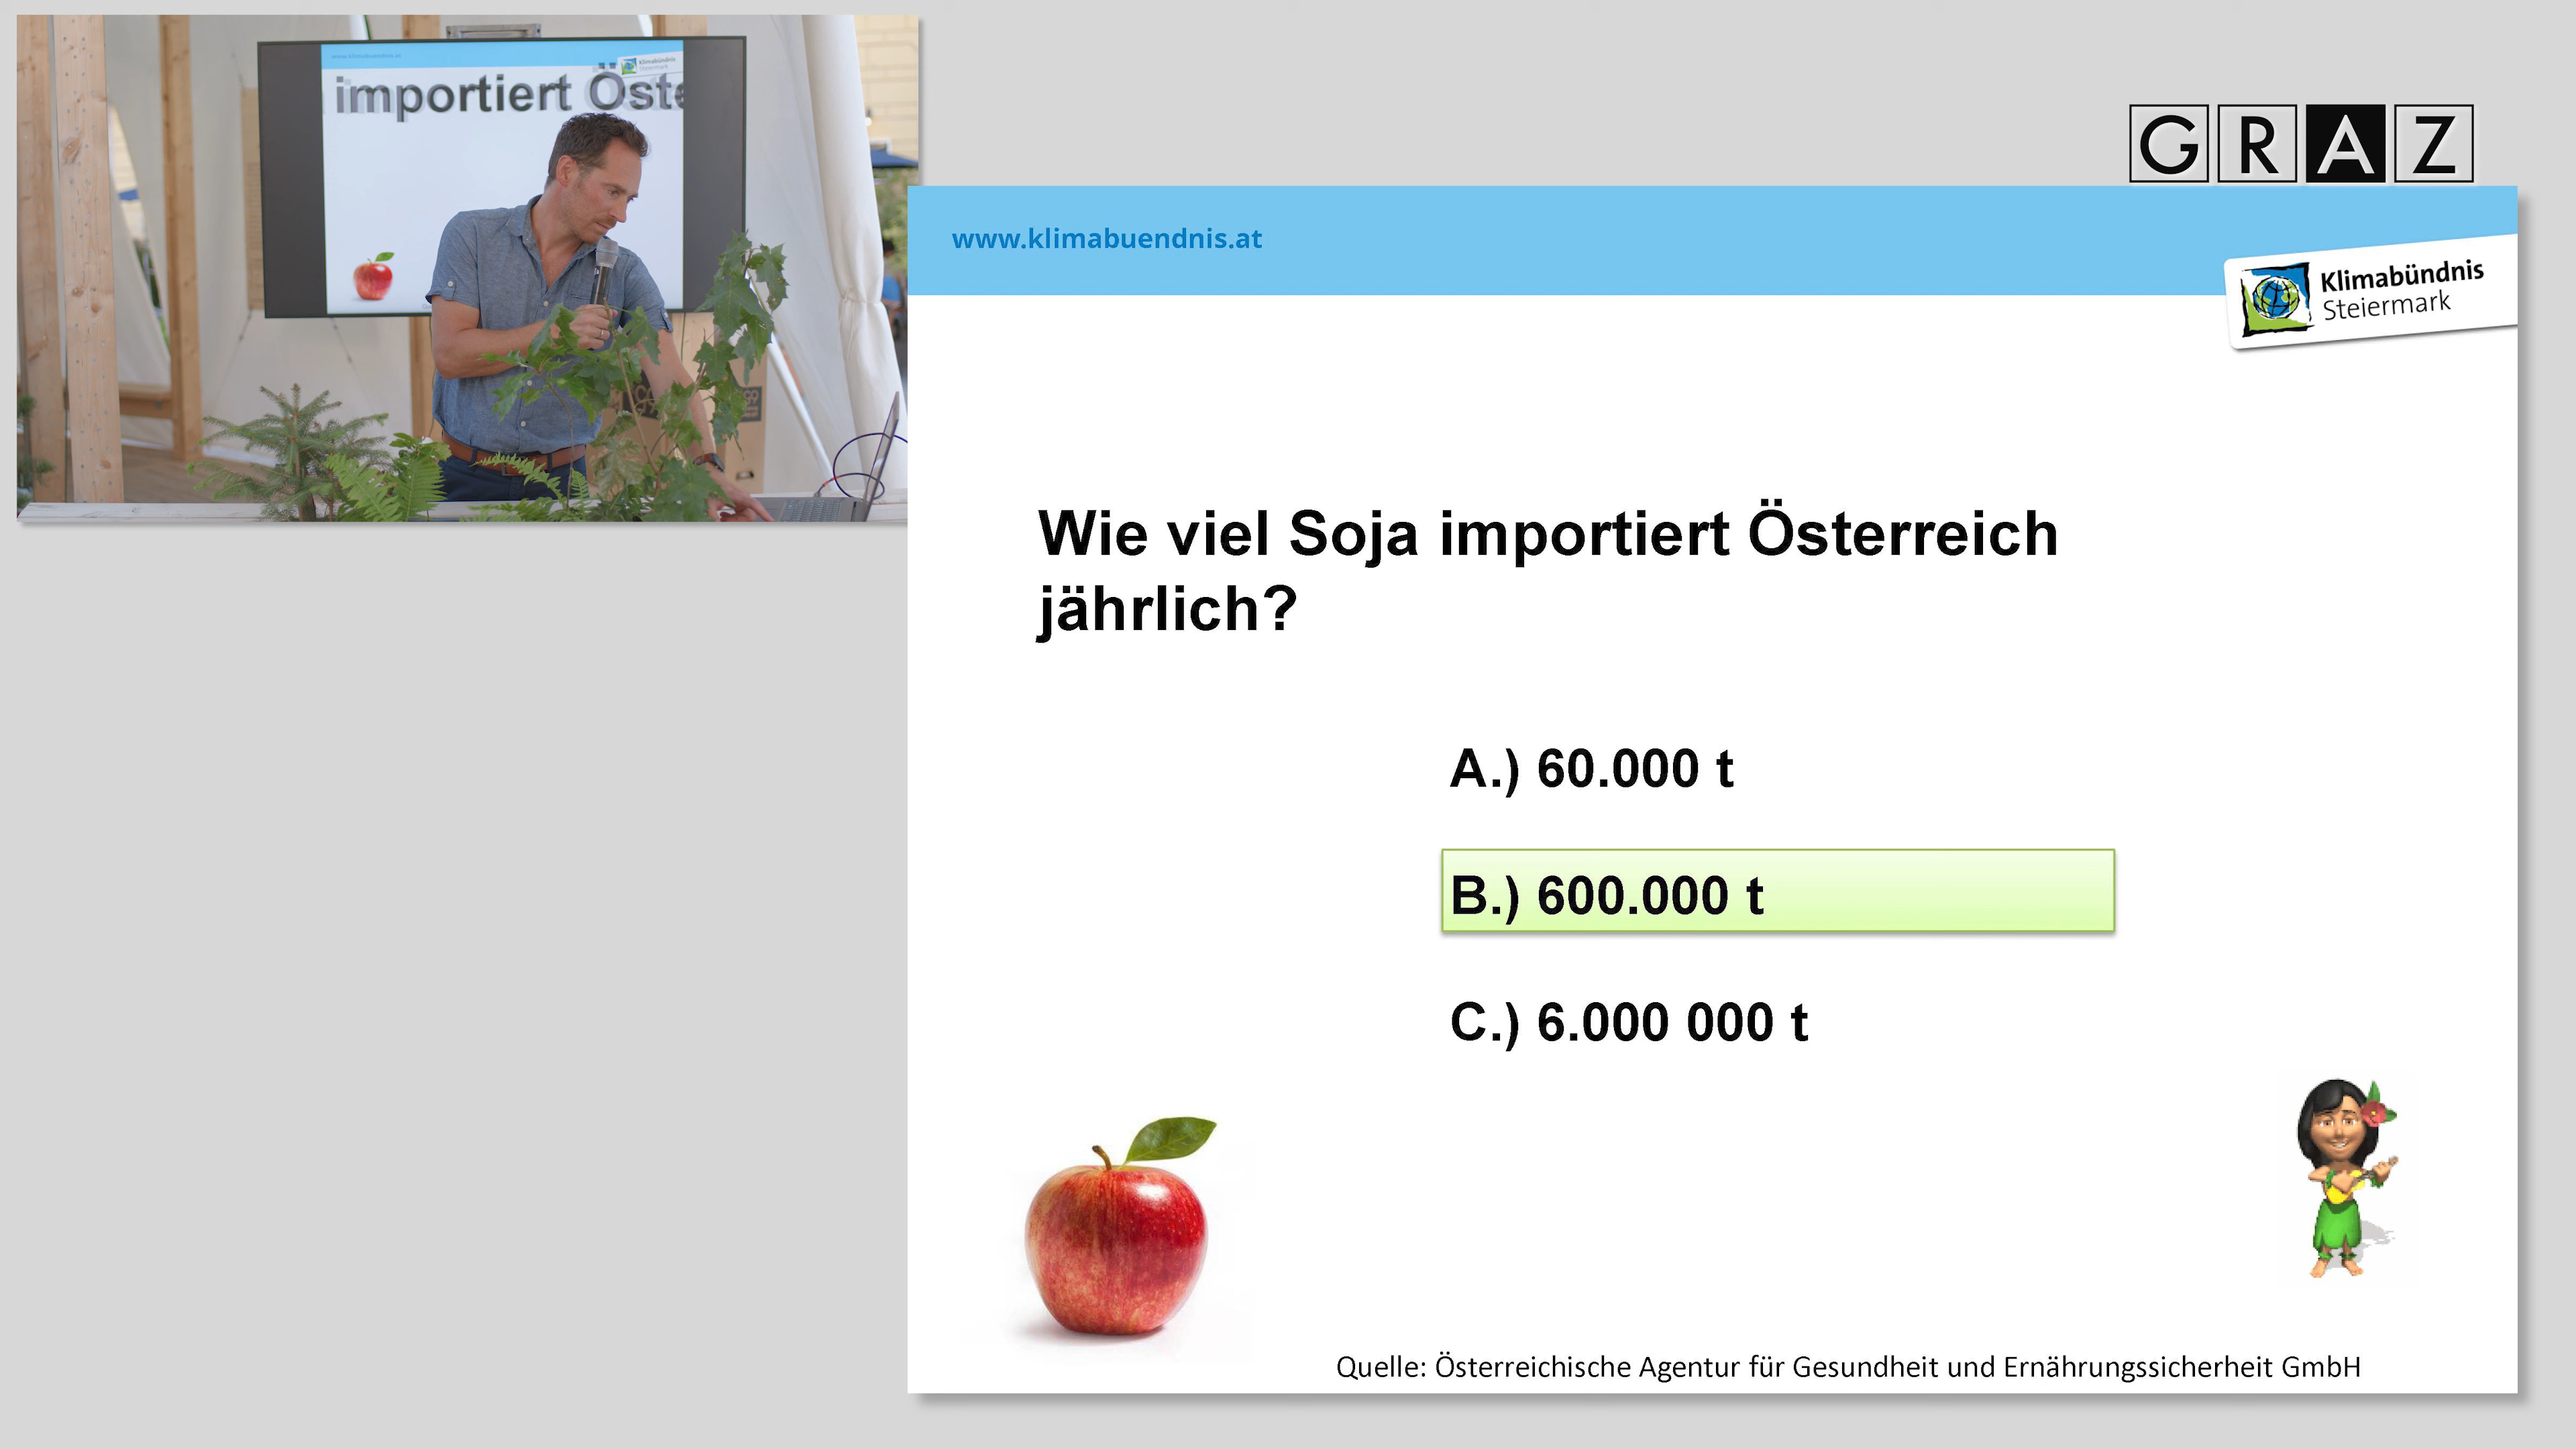 importiert Öste
GRAZ
www.klimabuendnis.at
Klimabündnis
Steiermark
Wie viel Soja importiert Österreich
jährlich?
A.) 60.000 t
B.) 600.000 t
C.) 6.000 000 t
Quelle: Österreichische Agentur für Gesundheit und Ernährungssicherheit GmbH